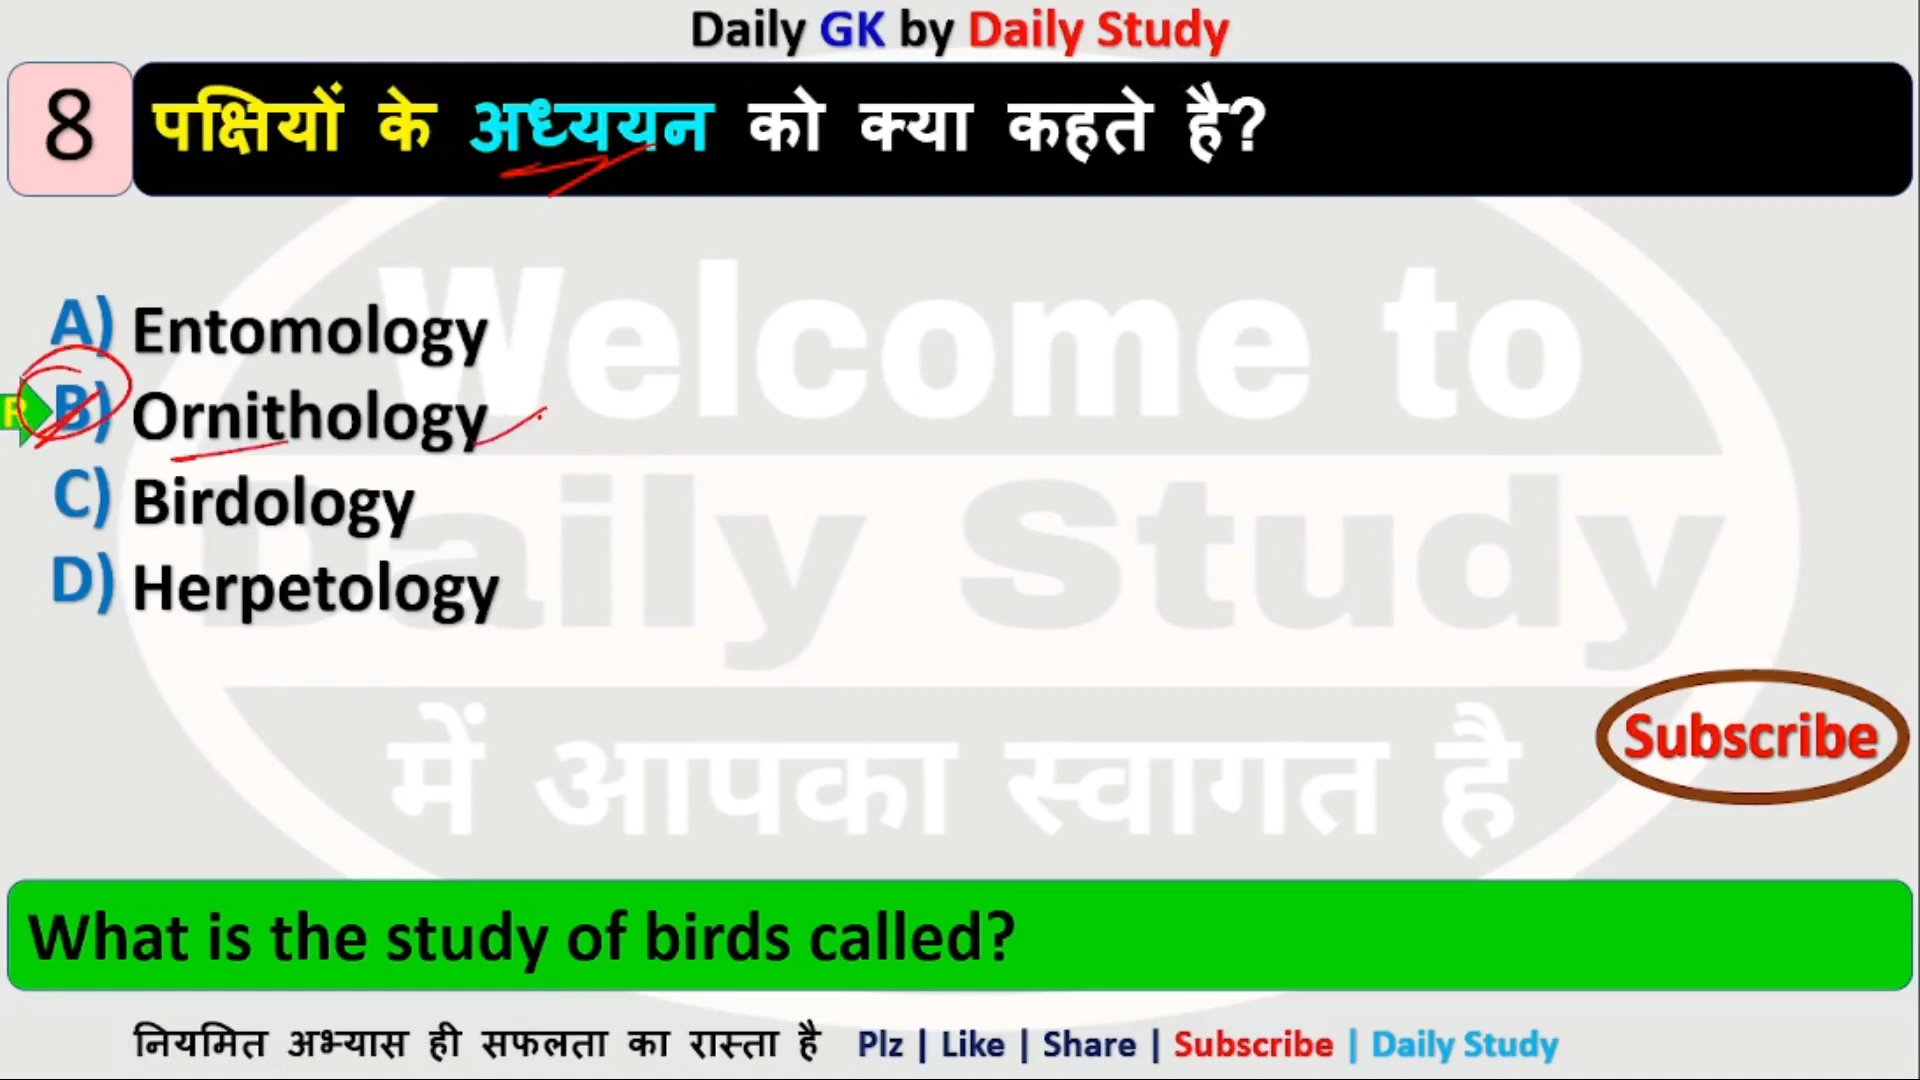 Daily GK by Daily Study
8 पक्षियों के अध्ययन को क्या कहते है?
Welcome to
Daily Study
में आपका स्वागत है
A) Entomology
R B) Ornithology
C) Birdology
D) Herpetology
Subscribe
What is the study of birds called?
नियमित अभ्यास ही सफलता का रास्ता है Plz | Like | Share | Subscribe | Daily Study